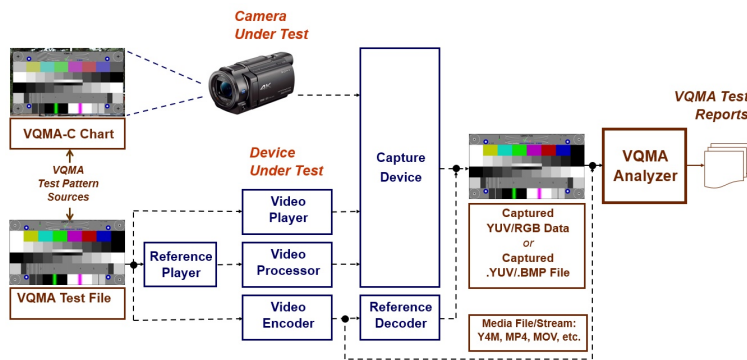 Camera
Under Test
VQMA-C Chart
VQMA
Test Pattern
Sources
VQMA Test File
Device
Under Test
Reference
Player
Video
Player
Video
Processor
Video
Encoder
Capture
Device
Reference
Decoder
Captured
YUV/RGB Data
or
Captured
.YUV/.BMP File
Media File/Stream:
Y4M, MP4, MOV, etc.
VQMA
Analyzer
VQMA Test
Reports
4K